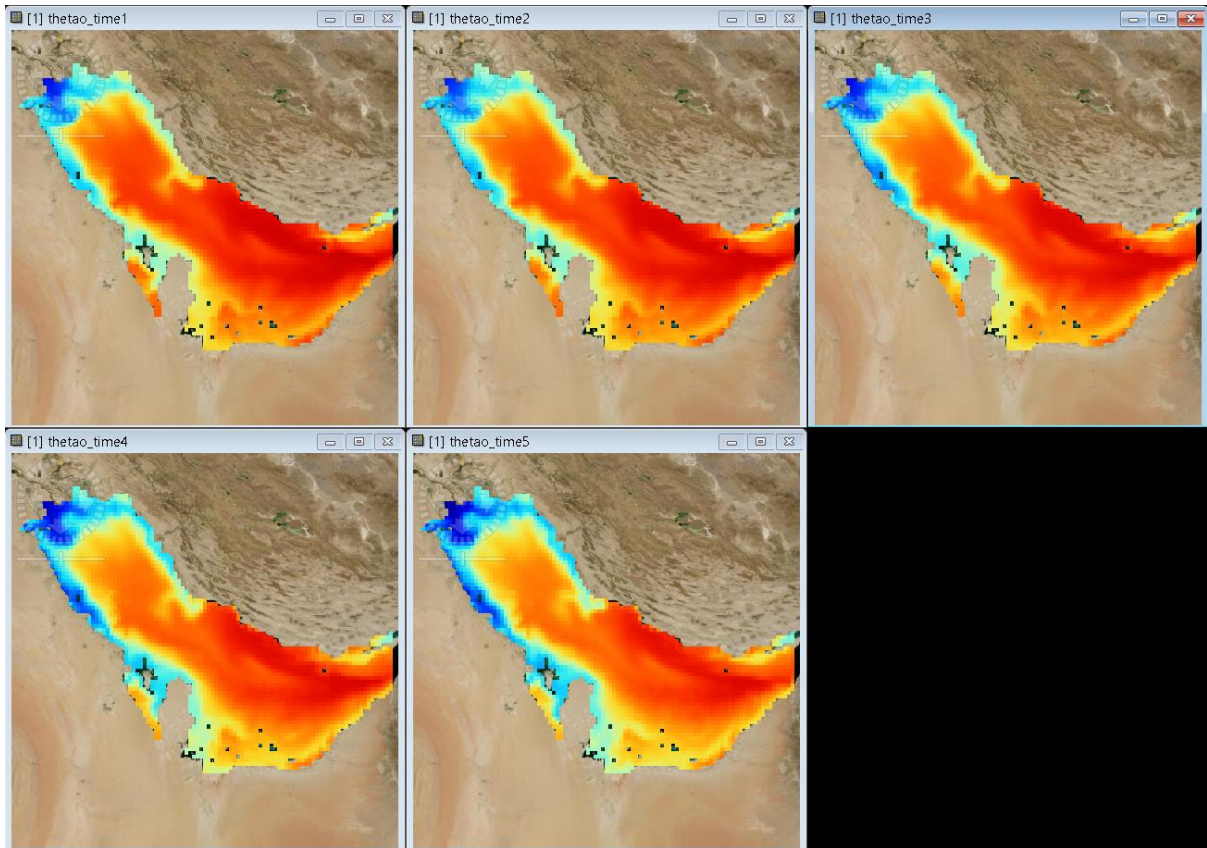 [1] thetao_time1
[1] thetao_time2
[1] thetao_time3
[1] thetao_time4
[1] thetao_time5